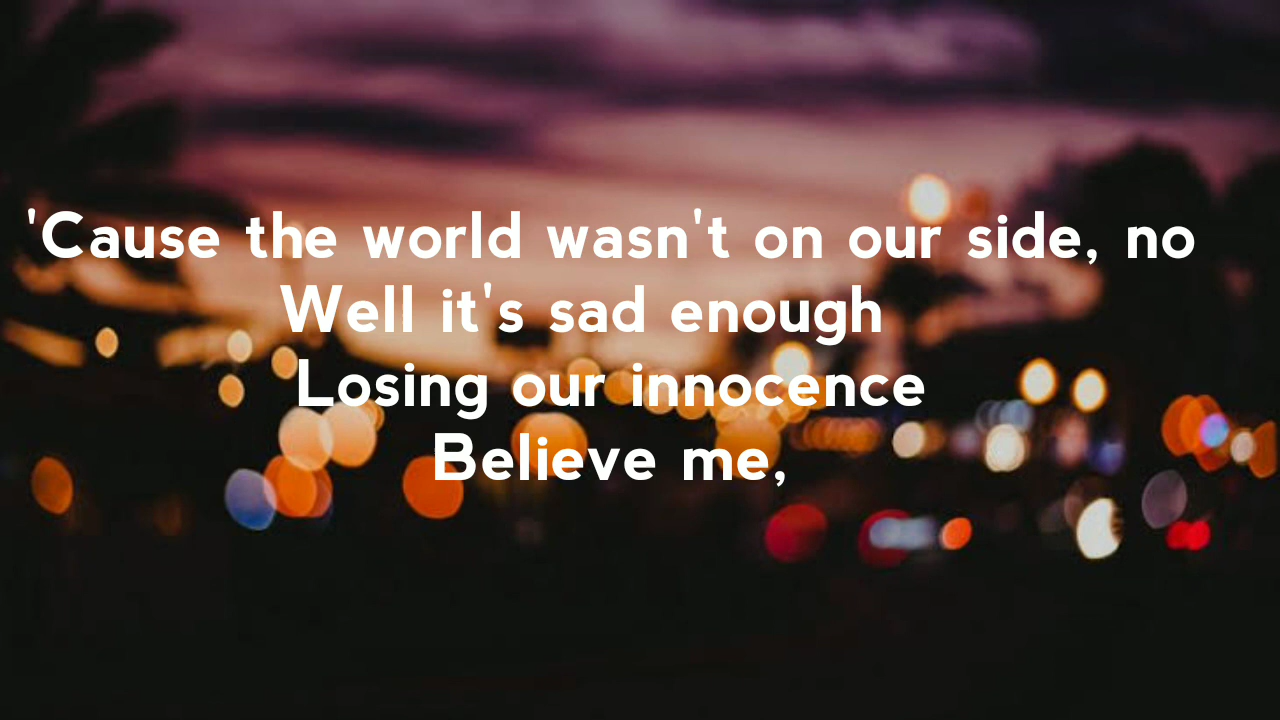 'Cause the world wasn't on our side, no
Well it's sad enough
Losing our innocence
Believe me,